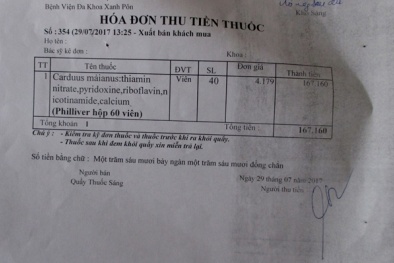 Bệnh Viện Đa Khoa Xanh Pôn
HÓA ĐƠN THU TIỀN THUỐC
Số :354 (29/07/2017 13:25 - Xuất bán khách mua
Họ tên :
Bác sỹ kê đơn : Khoa :
TT Tên thuốc ĐVT SL Đơn giá Thành tiền
1 Carduus maianus:thiamin Viên 40 4.179 167.160
nitrate,pyridoxine,riboflavin,n
icotinamide,calcium
(Philliver hộp 60 viên)
Tổng khoản 1 Tổng tiền : 167,160
Chú ý : - Kiểm tra kỹ đơn thuốc và thuốc trước khi ra khỏi quầy.
- Thuốc sau khi đem khỏi quầy xin miễn trả lại.
Số tiền bằng chữ : Một trăm sáu mươi bảy ngàn một trăm sáu mươi đồng chẵn
Người bán Ngày 29 tháng 07 năm 2017
Quầy Thuốc Sáng Người thu tiền